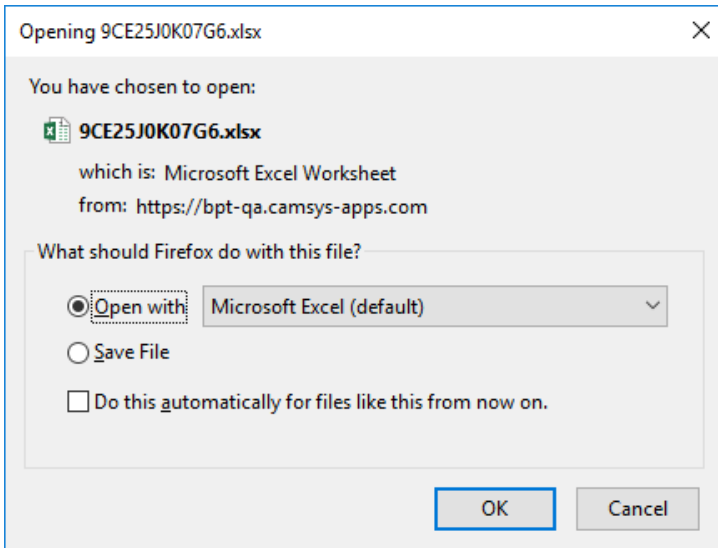 Opening 9CE25J0K07G6.xlsx
You have chosen to open:
9CE25J0K07G6.xlsx
which is: Microsoft Excel Worksheet
from: https://bpt-qa.camsys-apps.com
What should Firefox do with this file?
Open with Microsoft Excel (default)
Save File
Do this automatically for files like this from now on.
OK Cancel